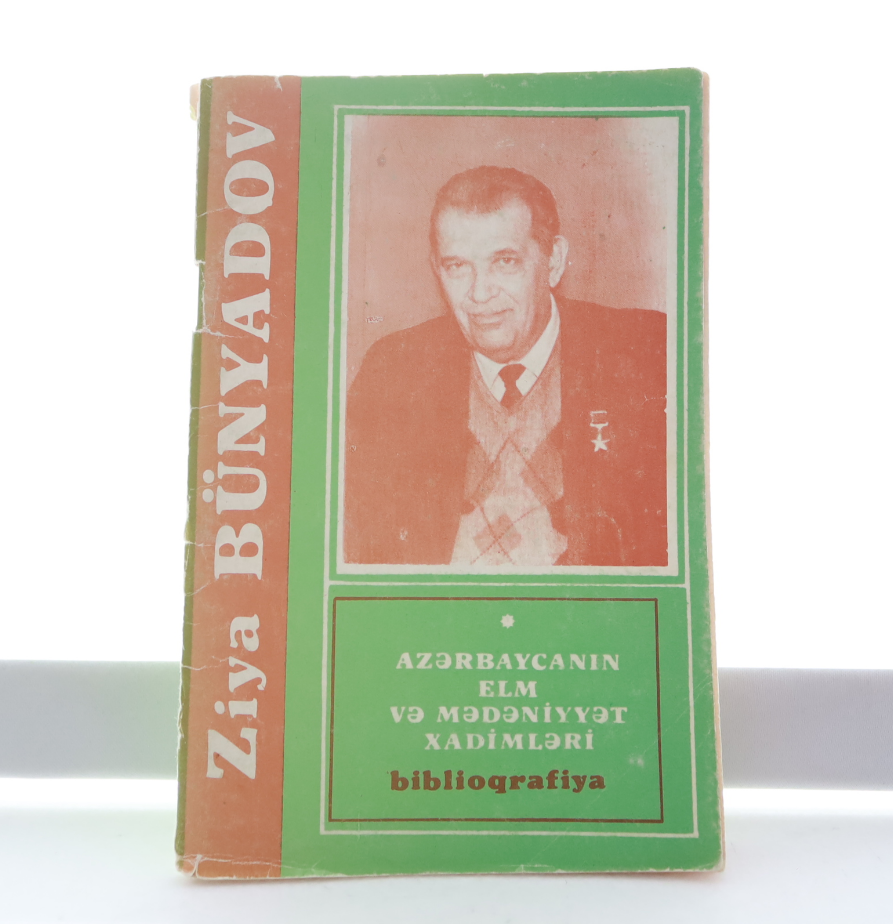 Ziya BÜNYADOV
AZƏRBAYCANIN
ELM
VƏ MƏDƏNİYYƏT
XADİMLƏRİ
biblioqrafiya